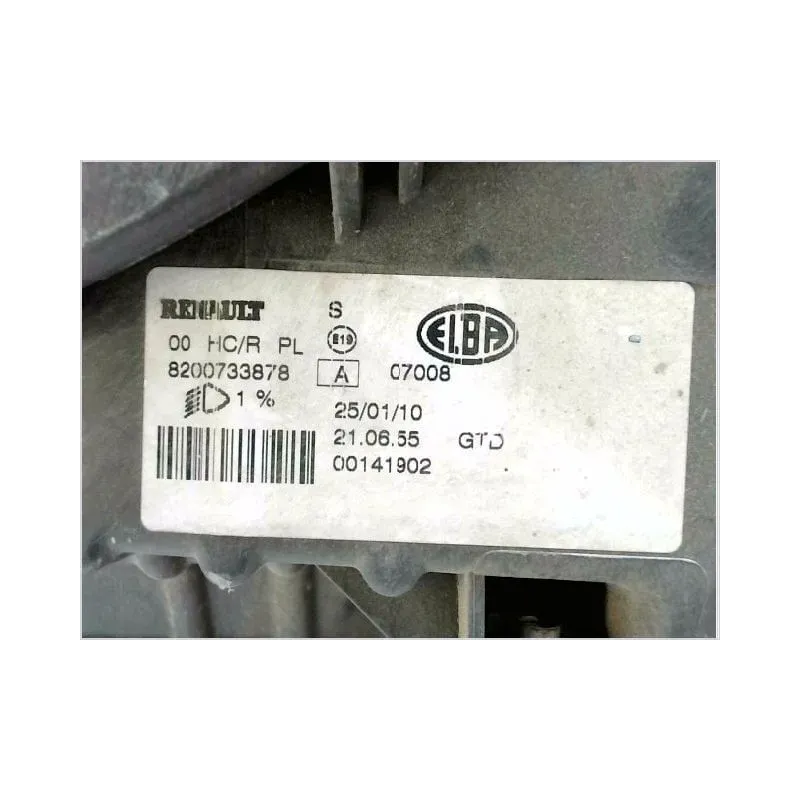 RENAULT S ELBA
00 HC/R PL E19
8200733878 A 07008
1 % 25/01/10
21.06.55 GTD
00141902